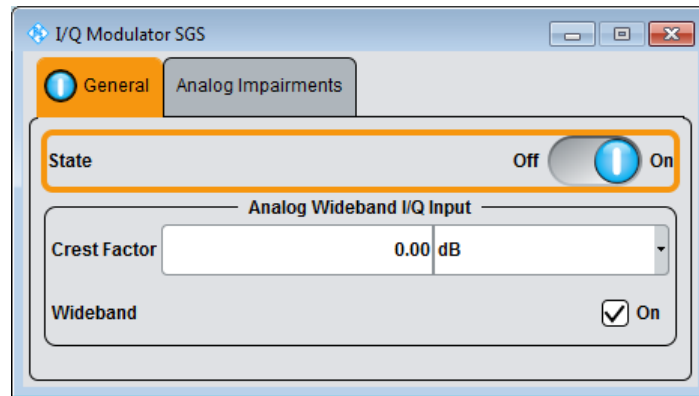 I/Q Modulator SGS
General Analog Impairments
State Off On
Analog Wideband I/Q Input
Crest Factor 0.00 dB
Wideband On